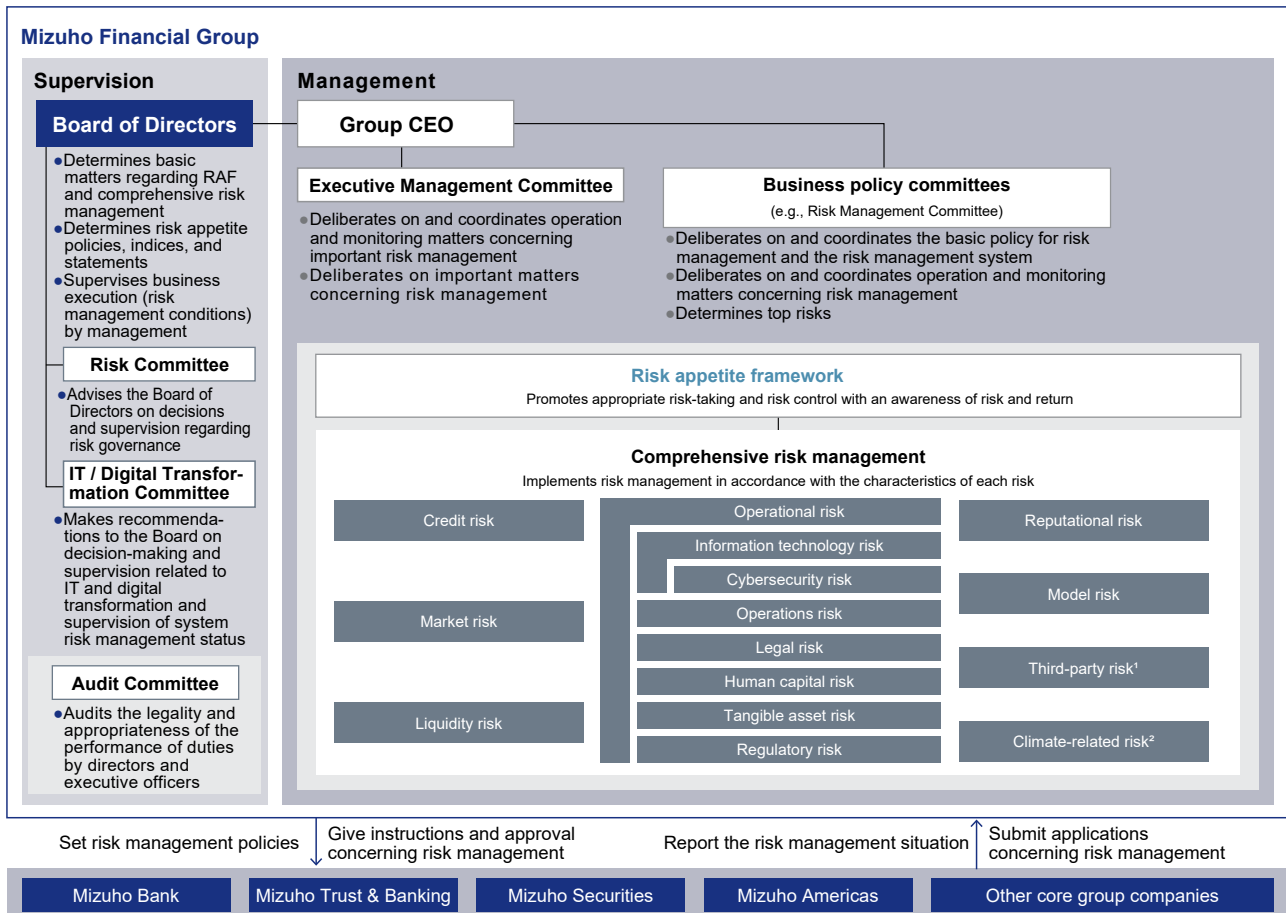 Mizuho Financial Group
Supervision
Board of Directors
●Determines basic
matters regarding RAF
and comprehensive risk
management
●Determines risk appetite
policies, indices, and
statements
●Supervises business
execution (risk
management conditions)
by management
Risk Committee
●Advises the Board of
Directors on decisions
and supervision regarding
risk governance
IT / Digital Transfor-
mation Committee
●Makes recommenda-
tions to the Board on
decision-making and
supervision related to
IT and digital
transformation and
supervision of system
risk management status
Audit Committee
●Audits the legality and
appropriateness of the
performance of duties
by directors and
executive officers
Management
Group CEO
Executive Management Committee
●Deliberates on and coordinates operation
and monitoring matters concerning
important risk management
●Deliberates on important matters
concerning risk management
Business policy committees
(e.g., Risk Management Committee)
●Deliberates on and coordinates the basic policy for risk
management and the risk management system
●Deliberates on and coordinates operation and monitoring
matters concerning risk management
●Determines top risks
Risk appetite framework
Promotes appropriate risk-taking and risk control with an awareness of risk and return
Comprehensive risk management
Implements risk management in accordance with the characteristics of each risk
Credit risk
Market risk
Liquidity risk
Operational risk
Information technology risk
Cybersecurity risk
Operations risk
Legal risk
Human capital risk
Tangible asset risk
Regulatory risk
Reputational risk
Model risk
Third-party risk¹
Climate-related risk²
Set risk management policies
Give instructions and approval
concerning risk management
Report the risk management situation
Submit applications
concerning risk management
Mizuho Bank
Mizuho Trust & Banking
Mizuho Securities
Mizuho Americas
Other core group companies